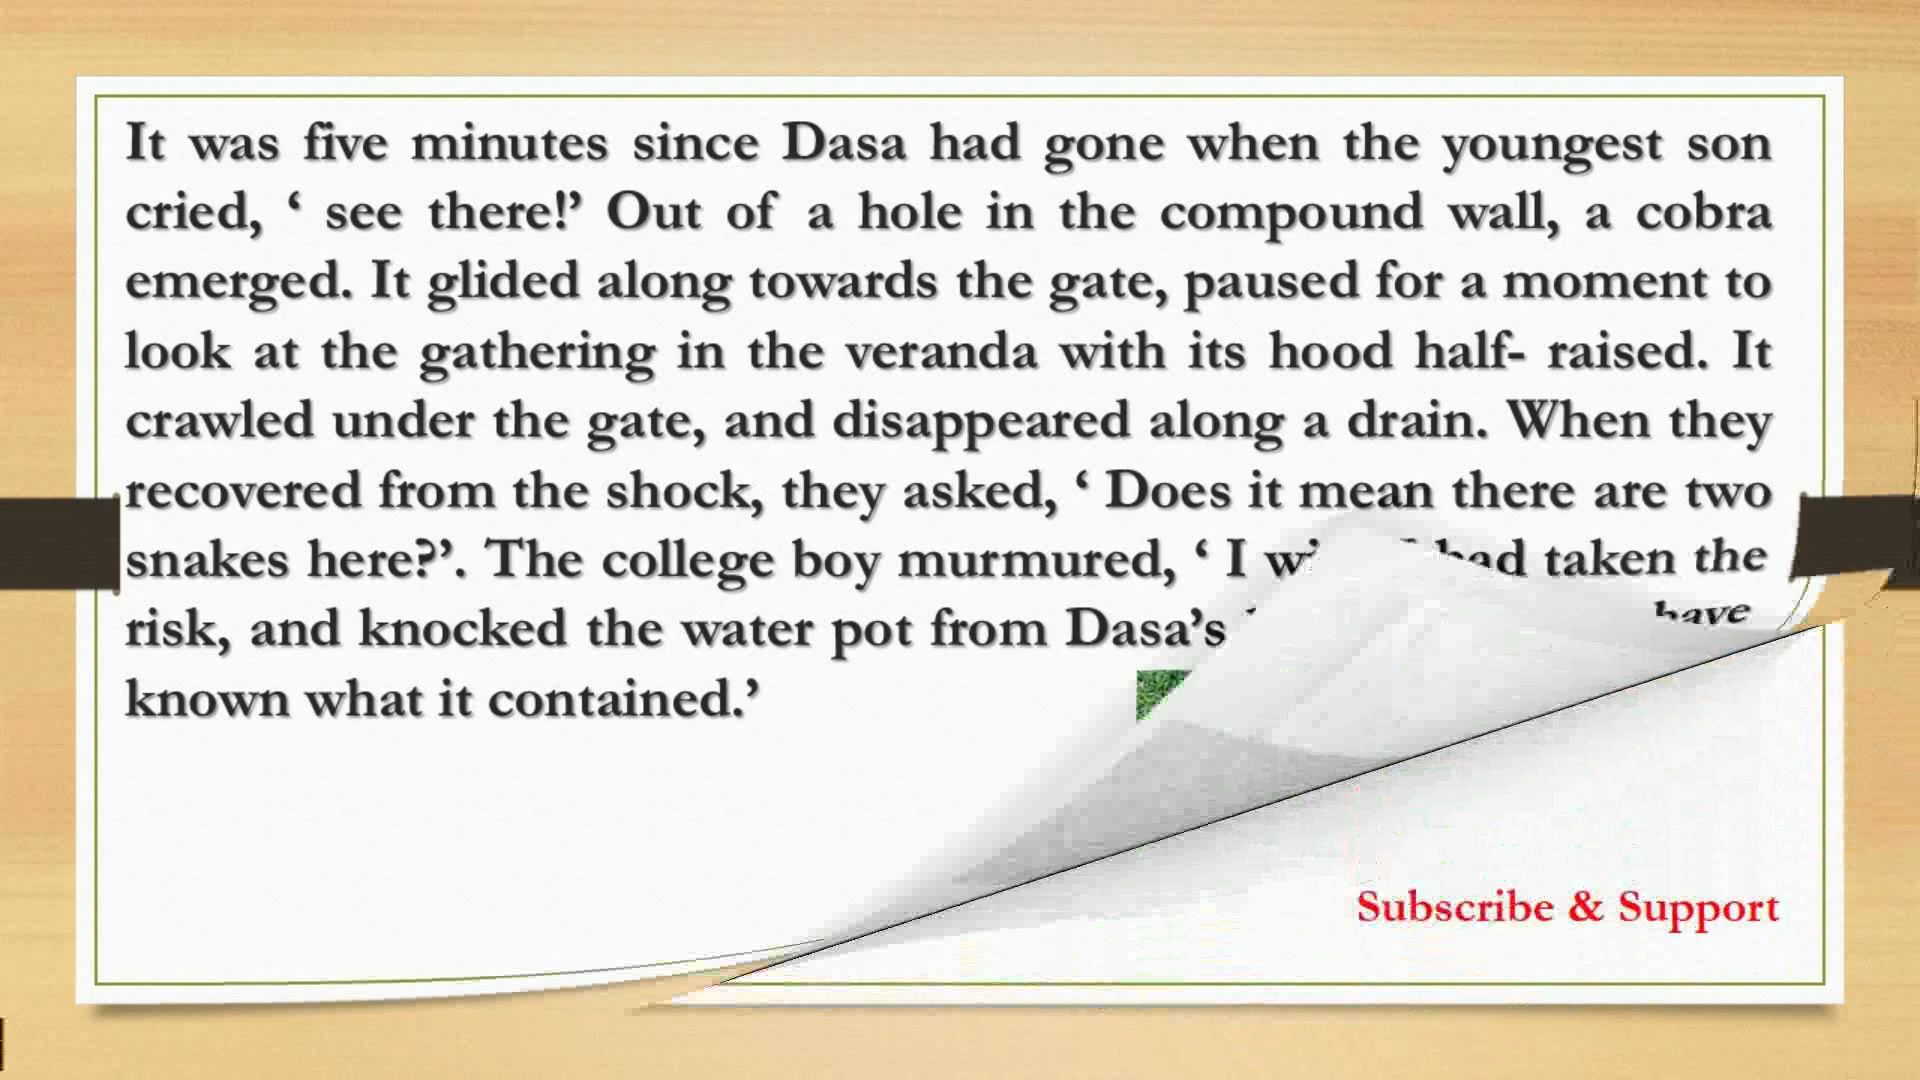 It was five minutes since Dasa had gone when the youngest son
cried, ‘ see there!’ Out of a hole in the compound wall, a cobra
emerged. It glided along towards the gate, paused for a moment to
look at the gathering in the veranda with its hood half- raised. It
crawled under the gate, and disappeared along a drain. When they
recovered from the shock, they asked, ‘ Does it mean there are two
snakes here?’. The college boy murmured, ‘ I had taken the
risk, and knocked the water pot from Dasa’s have
known what it contained.’
Subscribe & Support